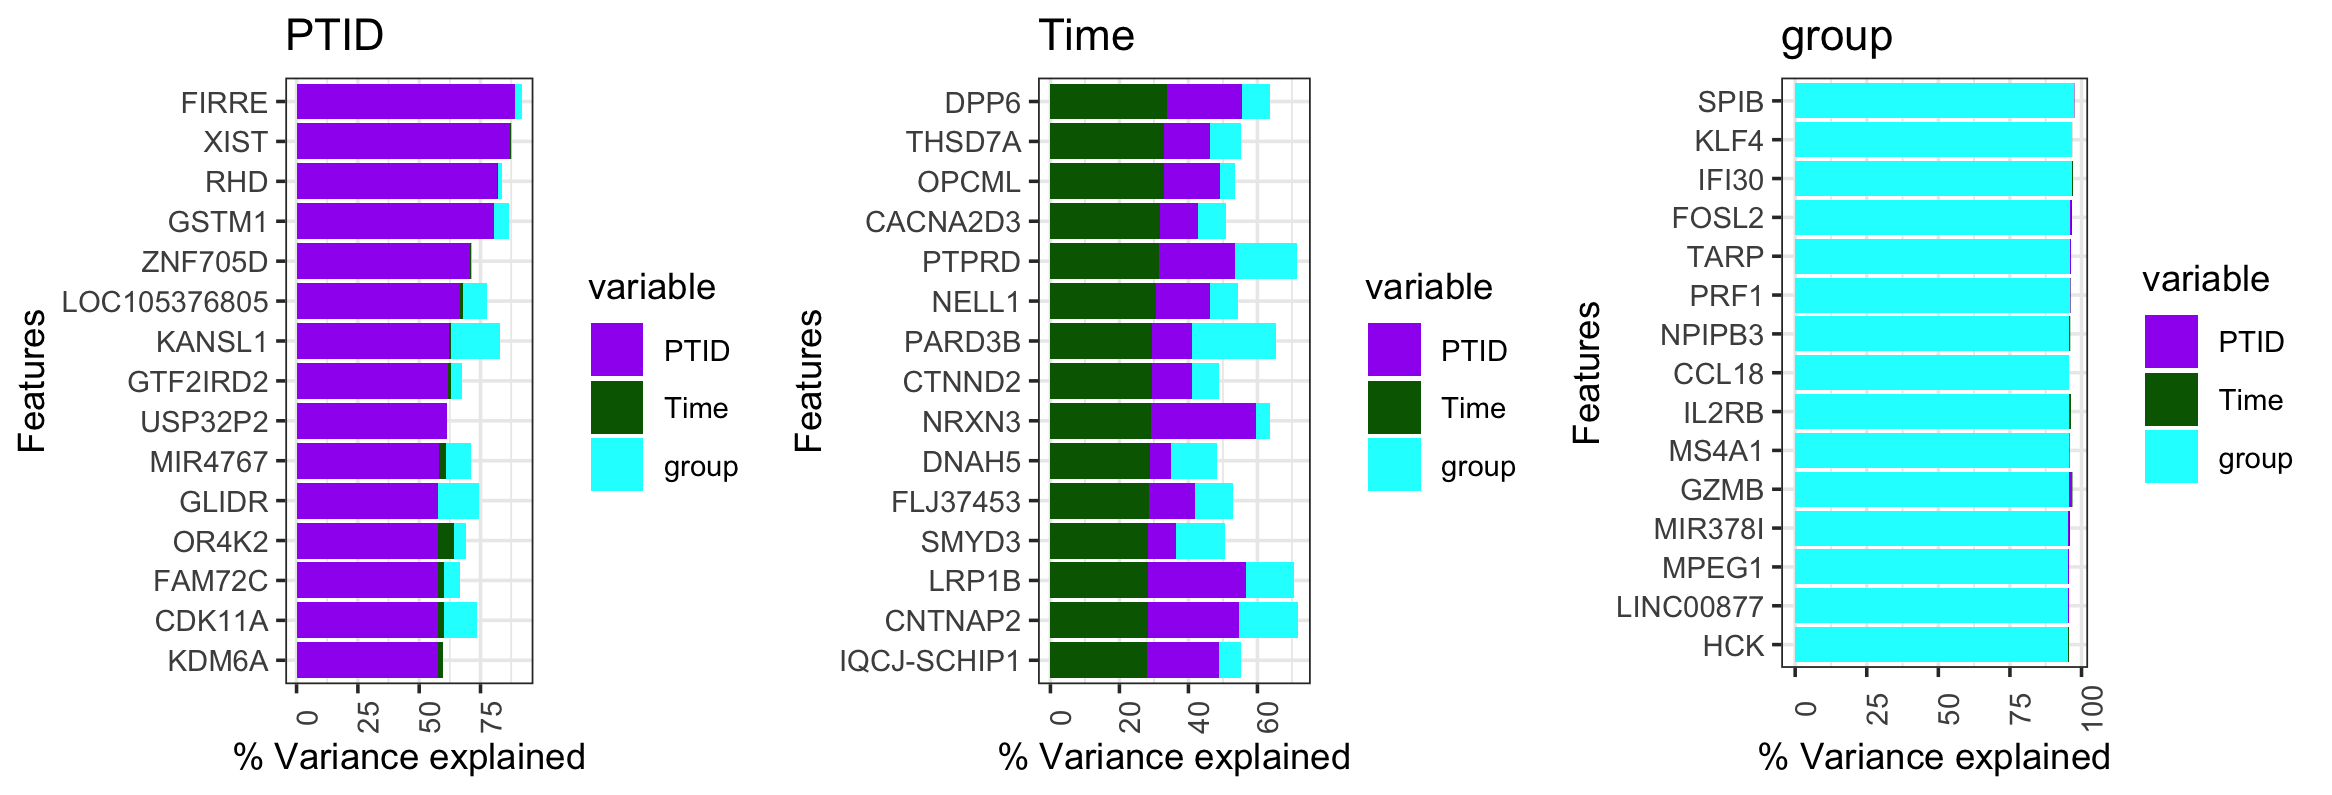 PTID
Features
FIRRE
XIST
RHD
GSTM1
ZNF705D
LOC105376805
KANSL1
GTF2IRD2
USP32P2
MIR4767
GLIDR
OR4K2
FAM72C
CDK11A
KDM6A
0 25 50 75
% Variance explained
variable
PTID
Time
group
Time
Features
DPP6
THSD7A
OPCML
CACNA2D3
PTPRD
NELL1
PARD3B
CTNND2
NRXN3
DNAH5
FLJ37453
SMYD3
LRP1B
CNTNAP2
IQCJ-SCHIP1
0 20 40 60
% Variance explained
variable
PTID
Time
group
group
Features
SPIB
KLF4
IFI30
FOSL2
TARP
PRF1
NPIPB3
CCL18
IL2RB
MS4A1
GZMB
MIR378I
MPEG1
LINC00877
HCK
0 25 50 75 100
% Variance explained
variable
PTID
Time
group